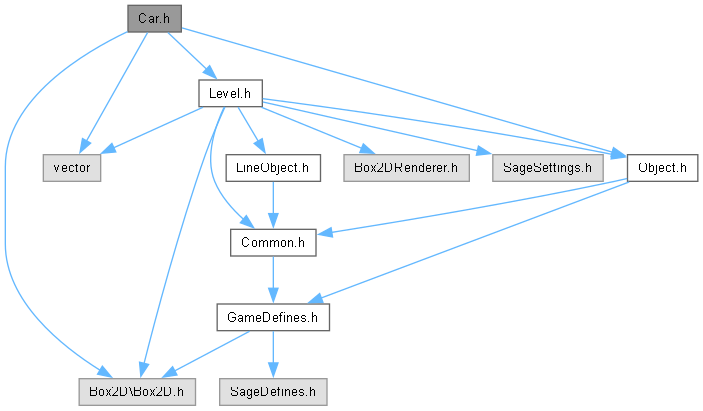 Car.h
Level.h
vector
LineObject.h
Box2DRenderer.h
SageSettings.h
Object.h
Common.h
GameDefines.h
Box2D\Box2D.h
SageDefines.h